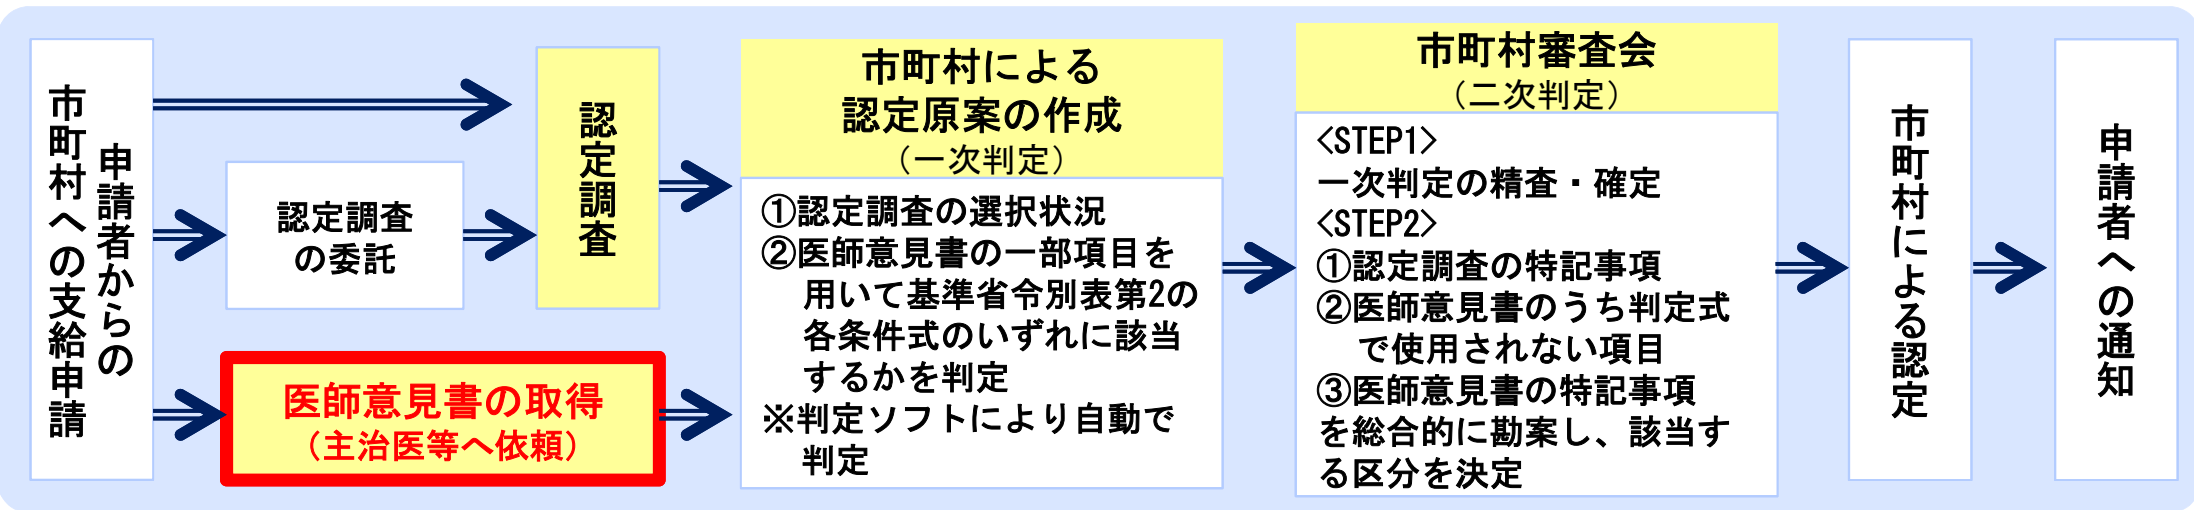 申請者からの
市町村への支給申請
認定調査
の委託
医師意見書の取得
（主治医等へ依頼）
認定調査
市町村による
認定原案の作成
（一次判定）
①認定調査の選択状況
②医師意見書の一部項目を
用いて基準省令別表第2の
各条件式のいずれに該当
するかを判定
※判定ソフトにより自動で
判定
市町村審査会
（二次判定）
<STEP1>
一次判定の精査・確定
<STEP2>
①認定調査の特記事項
②医師意見書のうち判定式
で使用されない項目
③医師意見書の特記事項
を総合的に勘案し、該当す
る区分を決定
市町村による認定
申請者への通知